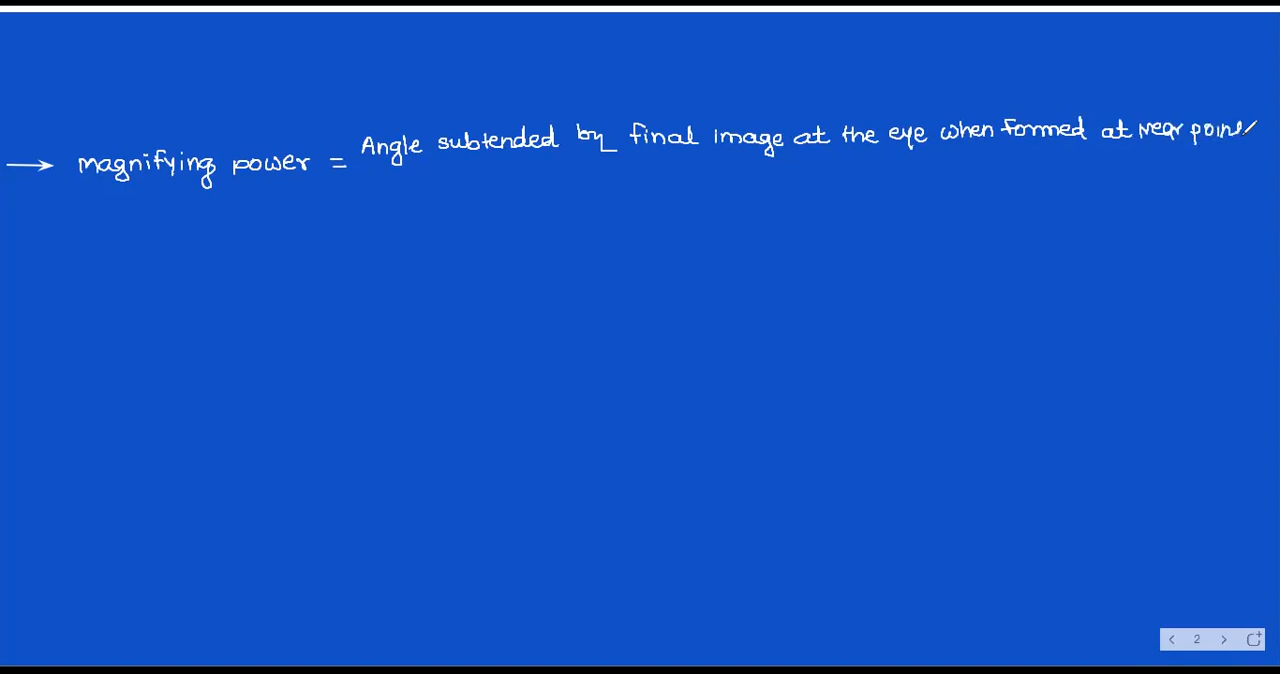 → magnifying power = Angle subtended by final image at the eye when formed at near point
2